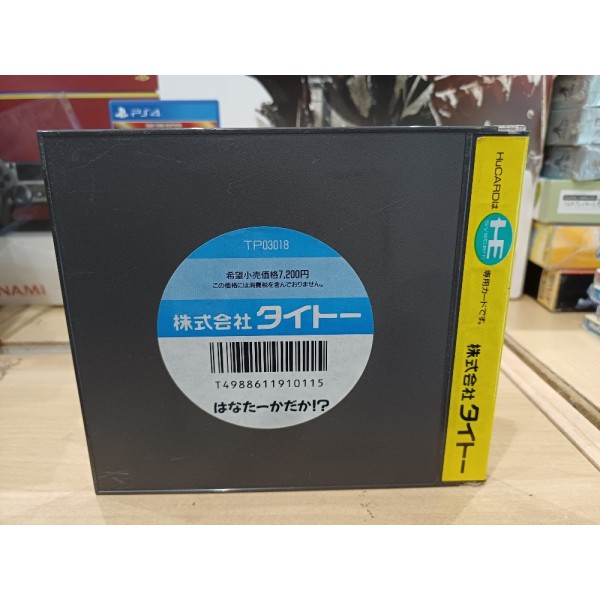 PS4
NAMI
TP03018
希望小売価格7,200円
この価格には消費税を含んでおりません。
株式会社タイトー
T4988611910115
はなたーかだか!?
HuCARDは
HE
SYSTEM
専用カードです。
株式会社タイトー